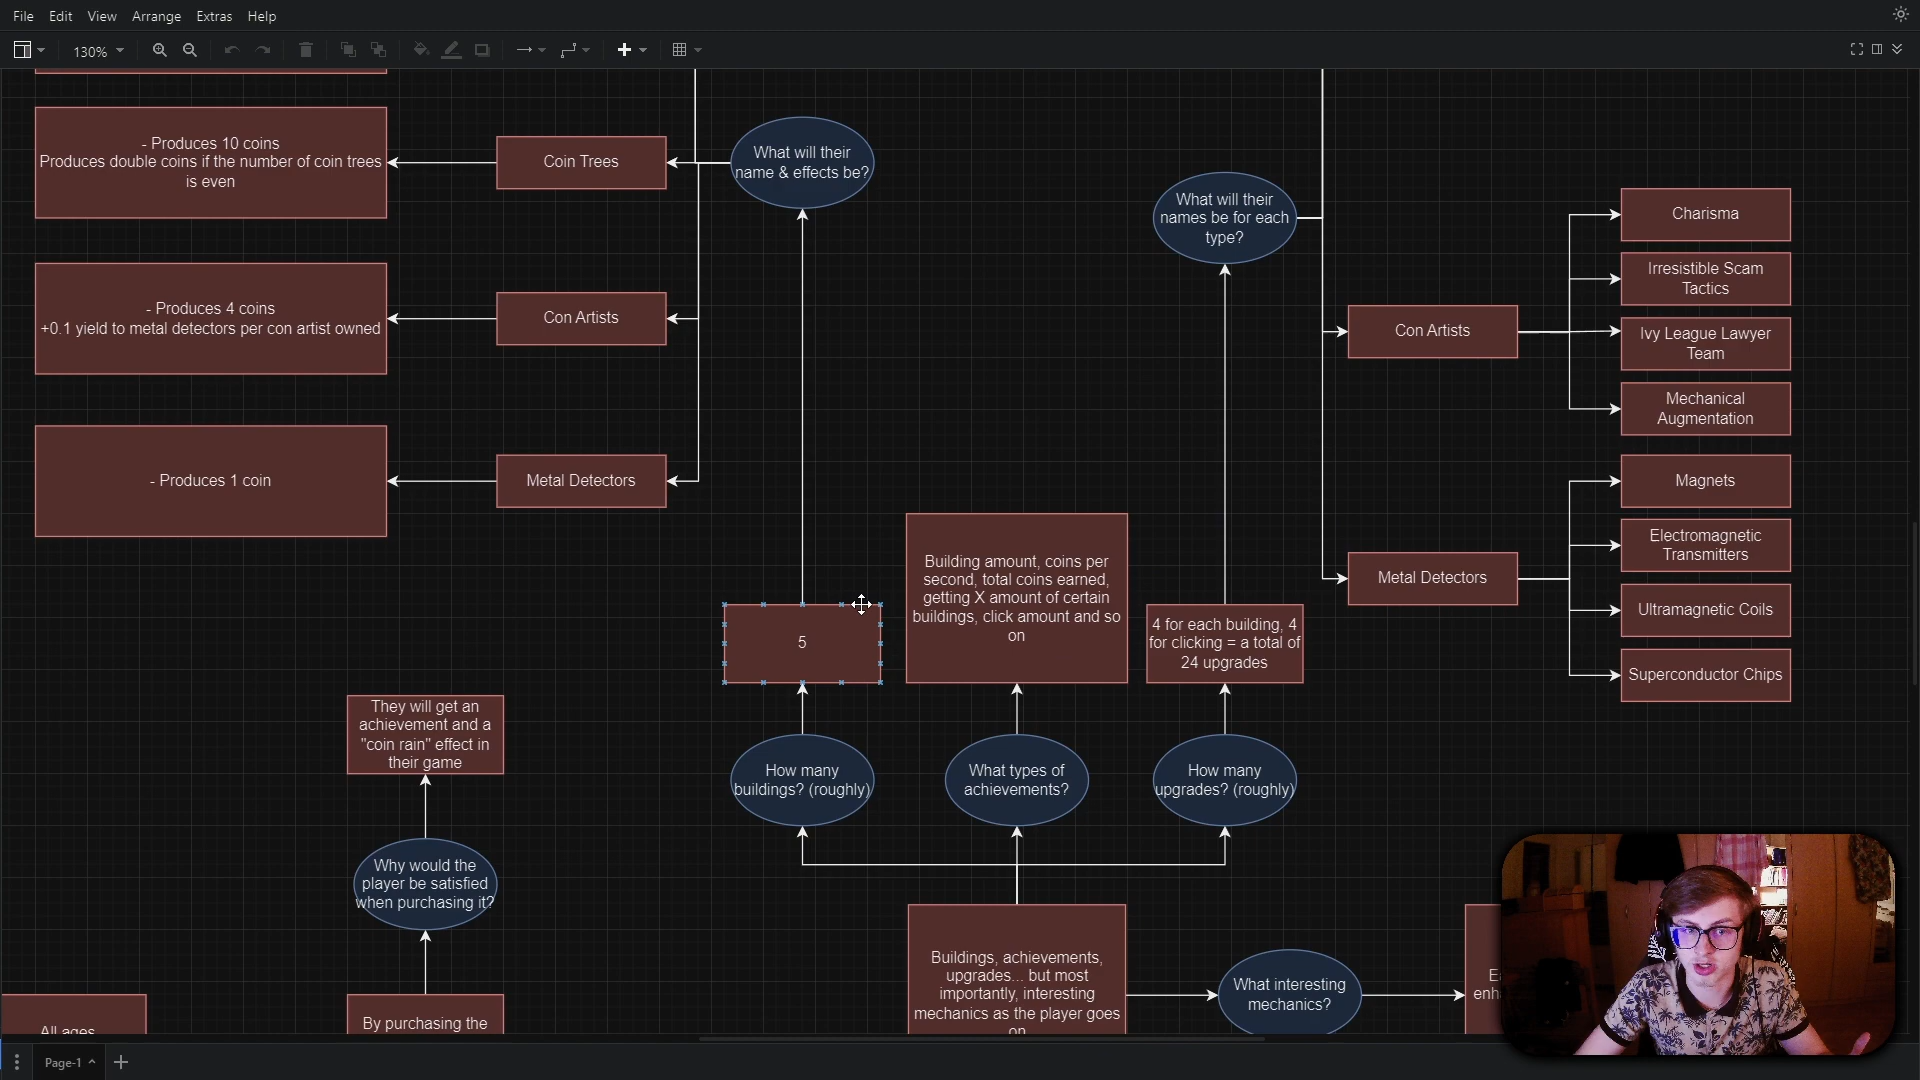 File Edit View Arrange Extras Help
130%
- Produces 10 coins
Produces double coins if the number of coin trees
is even
Coin Trees
What will their
name & effects be?
- Produces 4 coins
+0.1 yield to metal detectors per con artist owned
Con Artists
- Produces 1 coin
Metal Detectors
What will their
names be for each
type?
Con Artists
Charisma
Irresistible Scam
Tactics
Ivy League Lawyer
Team
Mechanical
Augmentation
Metal Detectors
Magnets
Electromagnetic
Transmitters
Ultramagnetic Coils
Superconductor Chips
5
Building amount, coins per
second, total coins earned,
getting X amount of certain
buildings, click amount and so
on
4 for each building, 4
for clicking = a total of
24 upgrades
They will get an
achievement and a
"coin rain" effect in
their game
How many
buildings? (roughly)
What types of
achievements?
How many
upgrades? (roughly)
Why would the
player be satisfied
when purchasing it?
Buildings, achievements,
upgrades... but most
importantly, interesting
mechanics as the player goes
on
What interesting
mechanics?
All ages
By purchasing the
Page-1